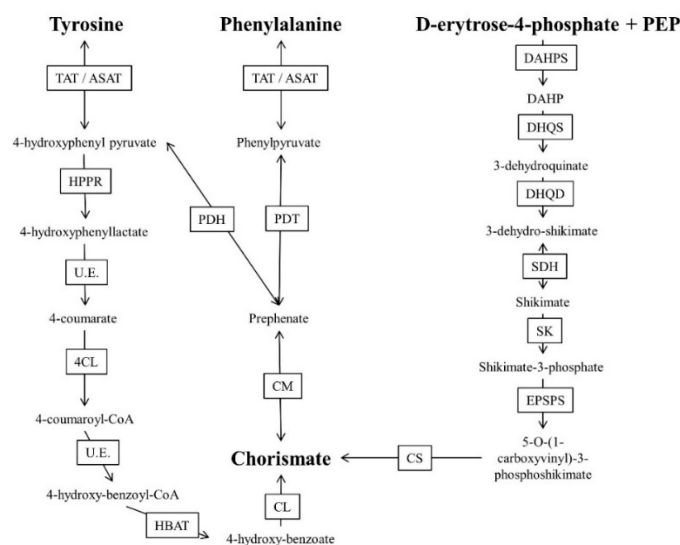 Tyrosine
Phenylalanine
D-erytrose-4-phosphate + PEP
TAT / ASAT
TAT / ASAT
DAHPS
DAHP
4-hydroxyphenyl pyruvate
Phenylpyruvate
DHQS
3-dehydroquinate
HPPR
DHQD
PDH
PDT
4-hydroxyphenyllactate
3-dehydro-shikimate
U.E.
SDH
Shikimate
4-coumarate
Prephenate
SK
4CL
Shikimate-3-phosphate
CM
EPSPS
4-coumaroyl-CoA
5-O-(1-
carboxyvinyl)-3-
phosphoshikimate
U.E.
Chorismate
CS
4-hydroxy-benzoyl-CoA
CL
HBAT
4-hydroxy-benzoate